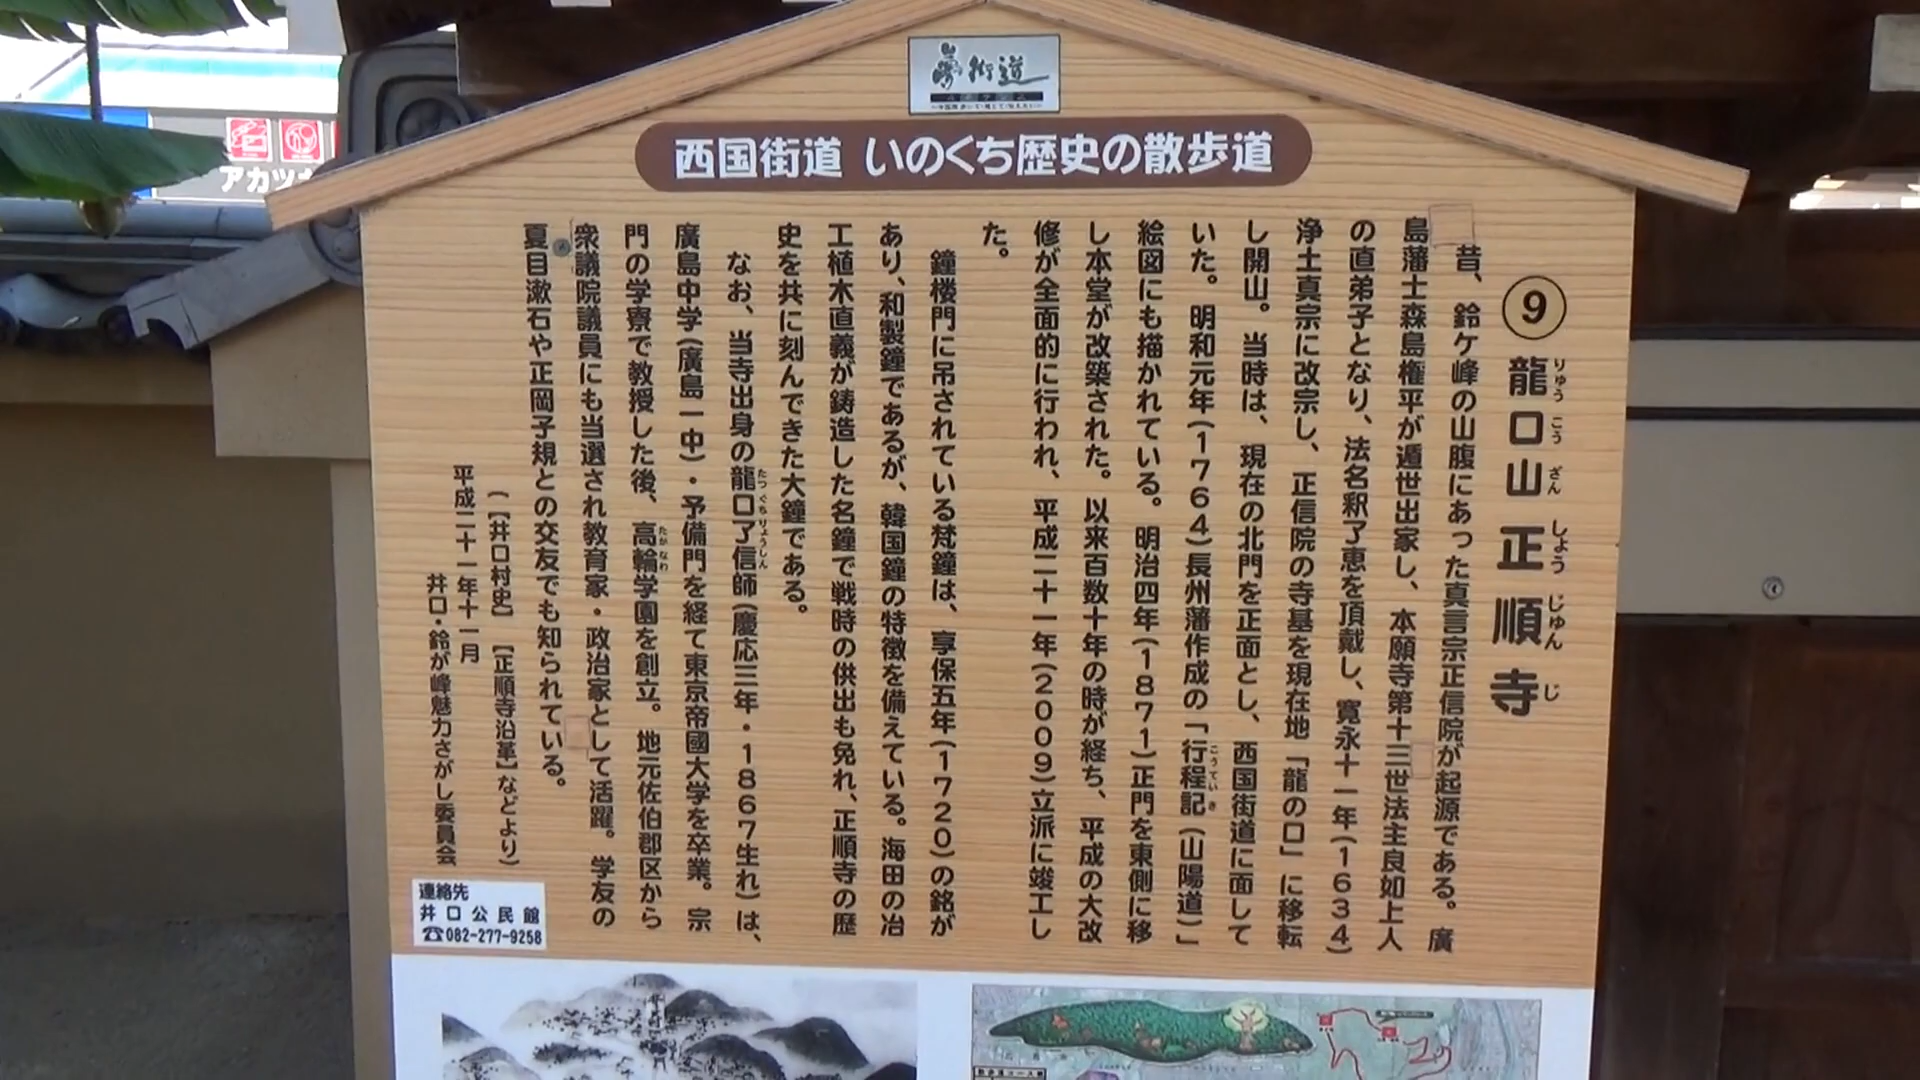 夢街道
西国街道 いのくち歴史の散歩道
⑨ 龍口山 正順寺
りゅう こう ざん しょう じゅん じ
昔、鈴ケ峰の山腹にあった真言宗正信院が起源である。廣
島藩士森島権平が遁世出家し、本願寺第十三世法主良如上人
の直弟子となり、法名釈了恵を頂戴し、寛永十一年(1634)
浄土真宗に改宗し、正信院の寺基を現在地「龍の口」に移転
し開山。当時は、現在の北門を正面とし、西国街道に面して
いた。明和元年(1764)長州藩作成の「行程記(山陽道)」
こうていき
絵図にも描かれている。明治四年(1871)正門を東側に移
し本堂が改築された。以来百数十年の時が経ち、平成の大改
修が全面的に行われ、平成二十一年(2009)立派に竣工し
た。
鐘楼門に吊されている梵鐘は、享保五年(1720)の銘が
あり、和製鐘であるが、韓国鐘の特徴を備えている。海田の冶
工植木直義が鋳造した名鐘で戦時の供出も免れ、正順寺の歴
史を共に刻んできた大鐘である。
なお、当寺出身の龍口了信師(慶応三年・1867生れ)は、
たつぐちりょうしん
廣島中学(廣島一中)・予備門を経て東京帝國大学を卒業。宗
門の学寮で教授した後、高輪学園を創立。地元佐伯郡区から
たかなわ
衆議院議員にも当選され教育家・政治家として活躍。学友の
夏目漱石や正岡子規との交友でも知られている。
(【井口村史】【正順寺沿革】などより)
平成二十一年十一月
井口・鈴が峰魅力さがし委員会
連絡先
井口公民館
☎082-277-9258
アカツ